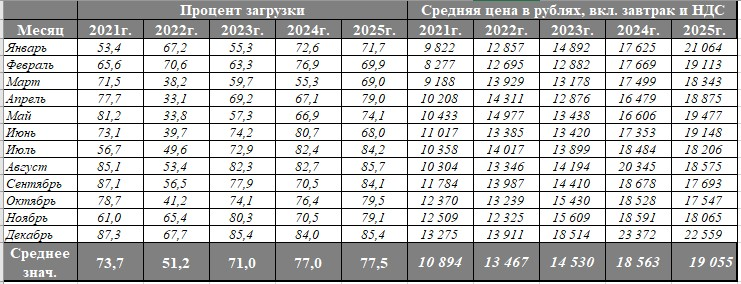 Процент загрузки Средняя цена в рублях, вкл. завтрак и НДС
Месяц 2021г. 2022г. 2023г. 2024г. 2025г. 2021г. 2022г. 2023г. 2024г. 2025г.
Январь 53,4 67,2 55,3 72,6 71,7 9 822 12 857 14 892 17 625 21 064
Февраль 65,6 70,6 63,3 76,9 69,9 8 277 12 695 12 882 17 669 19 113
Март 71,5 38,2 59,7 55,3 69,0 9 188 13 929 13 178 17 499 18 343
Апрель 77,7 33,1 69,2 67,1 79,0 10 208 14 311 12 876 16 479 18 875
Май 81,2 33,8 57,3 66,9 74,1 10 433 14 977 13 438 16 606 19 477
Июнь 73,1 39,7 74,2 80,7 68,0 11 017 13 385 13 420 17 353 19 148
Июль 56,7 49,6 72,9 82,4 84,2 10 358 14 017 13 899 18 484 18 206
Август 85,1 53,4 82,3 82,7 85,7 10 304 13 346 14 194 20 345 18 575
Сентябрь 87,1 56,5 77,9 70,5 84,1 11 784 13 987 14 410 18 678 17 693
Октябрь 78,7 41,2 74,1 76,4 79,5 12 370 13 239 15 430 18 528 17 547
Ноябрь 61,0 65,4 80,3 70,5 79,1 12 509 12 325 15 609 18 591 18 065
Декабрь 87,3 67,7 85,4 84,0 85,4 13 275 13 911 18 514 23 372 22 559
Среднее
знач. 73,7 51,2 71,0 77,0 77,5 10 894 13 467 14 530 18 563 19 055